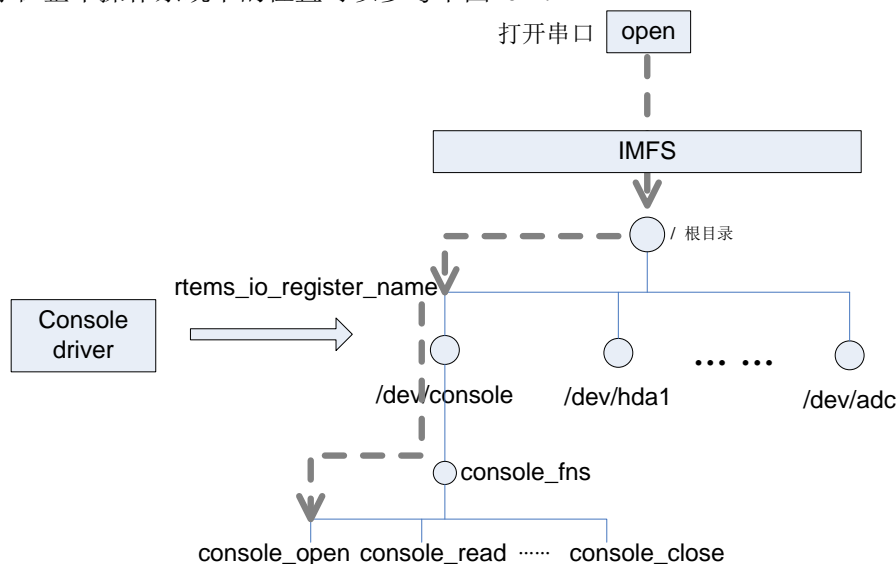 打开串口 open
IMFS
/ 根目录
rtems_io_register_name
Console
driver
/dev/console
/dev/hda1
... ...
/dev/adc
console_fns
console_open console_read ...... console_close